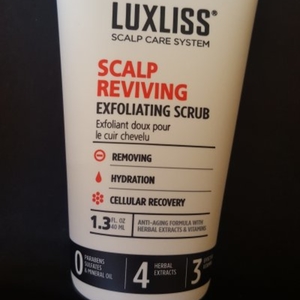 LUXLISS®
SCALP CARE SYSTEM
SCALP
REVIVING
EXFOLIATING SCRUB
Exfoliant doux pour
le cuir chevelu
REMOVING
HYDRATION
CELLULAR RECOVERY
1.3 FL. OZ
40 ML
ANTI-AGING FORMULA WITH
HERBAL EXTRACTS & VITAMINS
0 PARABENS
SULFATES
& MINERAL OIL
4 HERBAL
EXTRACTS
3